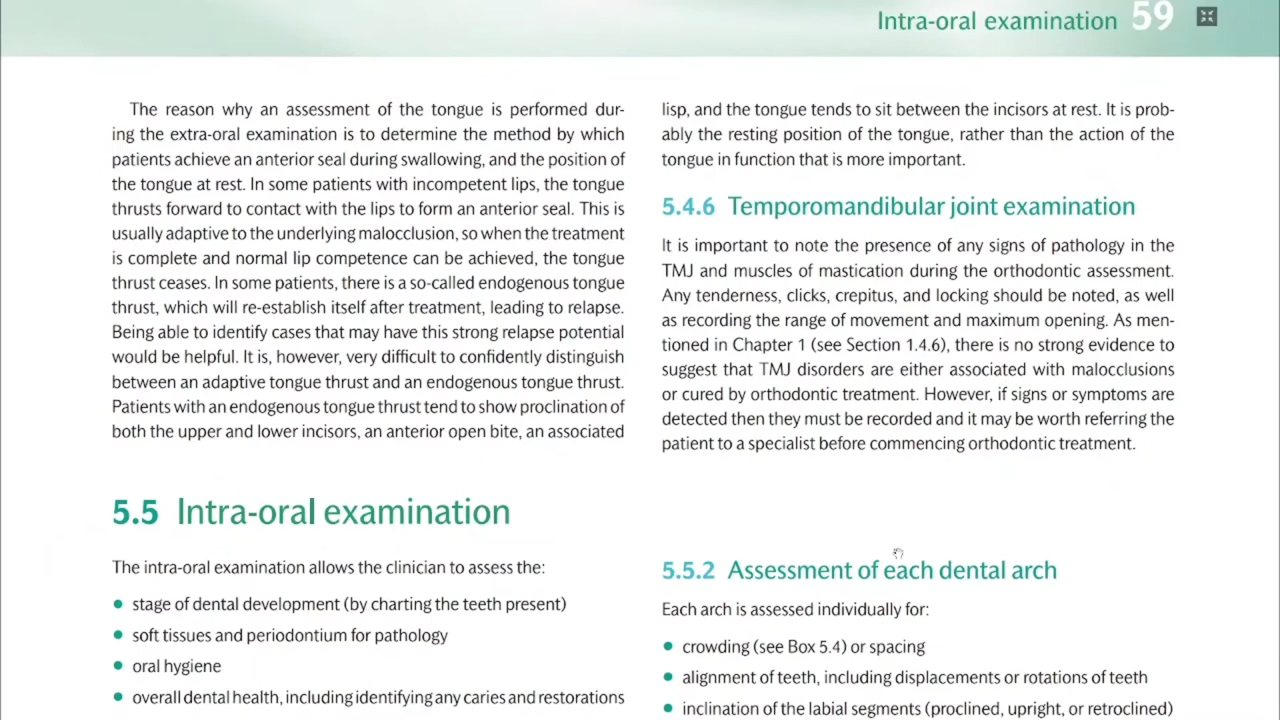 Intra-oral examination 59
The reason why an assessment of the tongue is performed dur-
ing the extra-oral examination is to determine the method by which
patients achieve an anterior seal during swallowing, and the position of
the tongue at rest. In some patients with incompetent lips, the tongue
thrusts forward to contact with the lips to form an anterior seal. This is
usually adaptive to the underlying malocclusion, so when the treatment
is complete and normal lip competence can be achieved, the tongue
thrust ceases. In some patients, there is a so-called endogenous tongue
thrust, which will re-establish itself after treatment, leading to relapse.
Being able to identify cases that may have this strong relapse potential
would be helpful. It is, however, very difficult to confidently distinguish
between an adaptive tongue thrust and an endogenous tongue thrust.
Patients with an endogenous tongue thrust tend to show proclination of
both the upper and lower incisors, an anterior open bite, an associated
lisp, and the tongue tends to sit between the incisors at rest. It is prob-
ably the resting position of the tongue, rather than the action of the
tongue in function that is more important.
5.4.6 Temporomandibular joint examination
It is important to note the presence of any signs of pathology in the
TMJ and muscles of mastication during the orthodontic assessment.
Any tenderness, clicks, crepitus, and locking should be noted, as well
as recording the range of movement and maximum opening. As men-
tioned in Chapter 1 (see Section 1.4.6), there is no strong evidence to
suggest that TMJ disorders are either associated with malocclusions
or cured by orthodontic treatment. However, if signs or symptoms are
detected then they must be recorded and it may be worth referring the
patient to a specialist before commencing orthodontic treatment.
5.5 Intra-oral examination
The intra-oral examination allows the clinician to assess the:
• stage of dental development (by charting the teeth present)
• soft tissues and periodontium for pathology
• oral hygiene
• overall dental health, including identifying any caries and restorations
5.5.2 Assessment of each dental arch
Each arch is assessed individually for:
• crowding (see Box 5.4) or spacing
• alignment of teeth, including displacements or rotations of teeth
• inclination of the labial segments (proclined, upright, or retroclined)